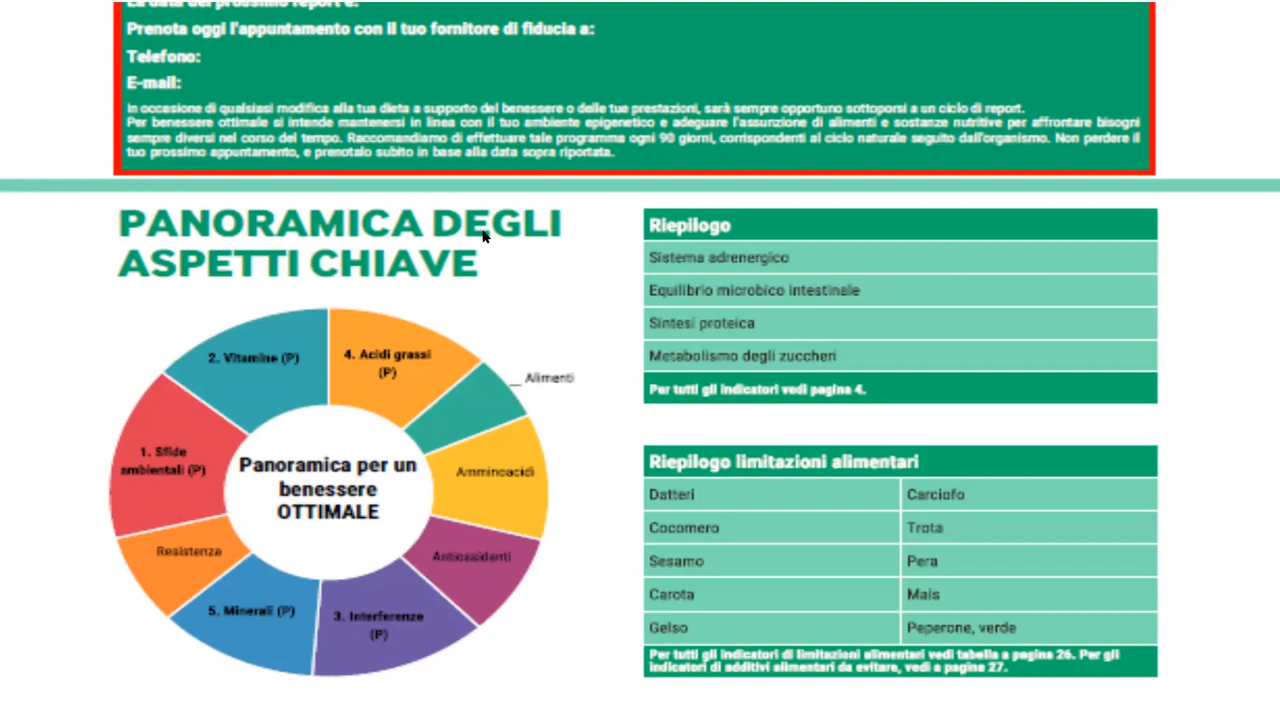 La data del prossimo report è:
Prenota oggi l'appuntamento con il tuo fornitore di fiducia a:
Telefono:
E-mail:
In occasione di qualsiasi modifica alla tua dieta a supporto del benessere o delle tue prestazioni, sarà sempre opportuno sottoporsi a un ciclo di report.
Per benessere ottimale si intende mantenersi in linea con il tuo ambiente epigenetico e adeguare l'assunzione di alimenti e sostanze nutritive per affrontare bisogni
sempre diversi nel corso del tempo. Raccomandiamo di effettuare tale programma ogni 90 giorni, corrispondenti al ciclo naturale seguito dall'organismo. Non perdere il
tuo prossimo appuntamento, e prenotalo subito in base alla data sopra riportata.
PANORAMICA DEGLI
ASPETTI CHIAVE
2. Vitamine (P)
4. Acidi grassi
(P)
__ Alimenti
1. Sfide
ambientali (P)
Amminoacidi
Panoramica per un
benessere
OTTIMALE
Resistenza
Antiossidanti
5. Minerali (P)
3. Interferenze
(P)
Riepilogo
Sistema adrenergico
Equilibrio microbico intestinale
Sintesi proteica
Metabolismo degli zuccheri
Per tutti gli indicatori vedi pagina 4.
Riepilogo limitazioni alimentari
Datteri Carciofo
Cocomero Trota
Sesamo Pera
Carota Mais
Gelso Peperone, verde
Per tutti gli indicatori di limitazioni alimentari vedi tabella a pagina 26. Per gli
indicatori di additivi alimentari da evitare, vedi a pagina 27.